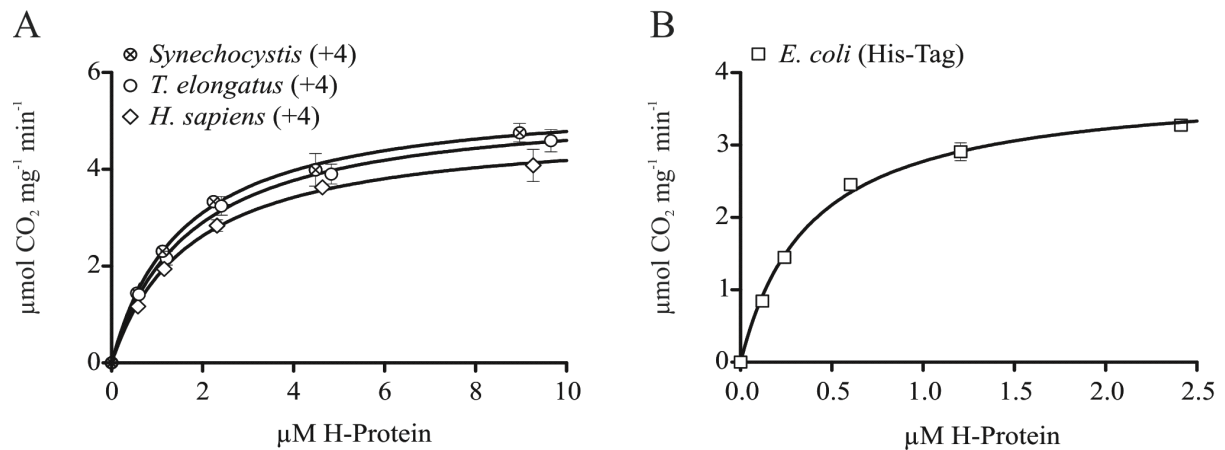 A
Synechocystis (+4)
T. elongatus (+4)
H. sapiens (+4)
6
4
2
0
0 2 4 6 8 10
µM H-Protein
µmol CO₂ mg⁻¹ min⁻¹
B
E. coli (His-Tag)
4
3
2
1
0
0.0 0.5 1.0 1.5 2.0 2.5
µM H-Protein
µmol CO₂ mg⁻¹ min⁻¹